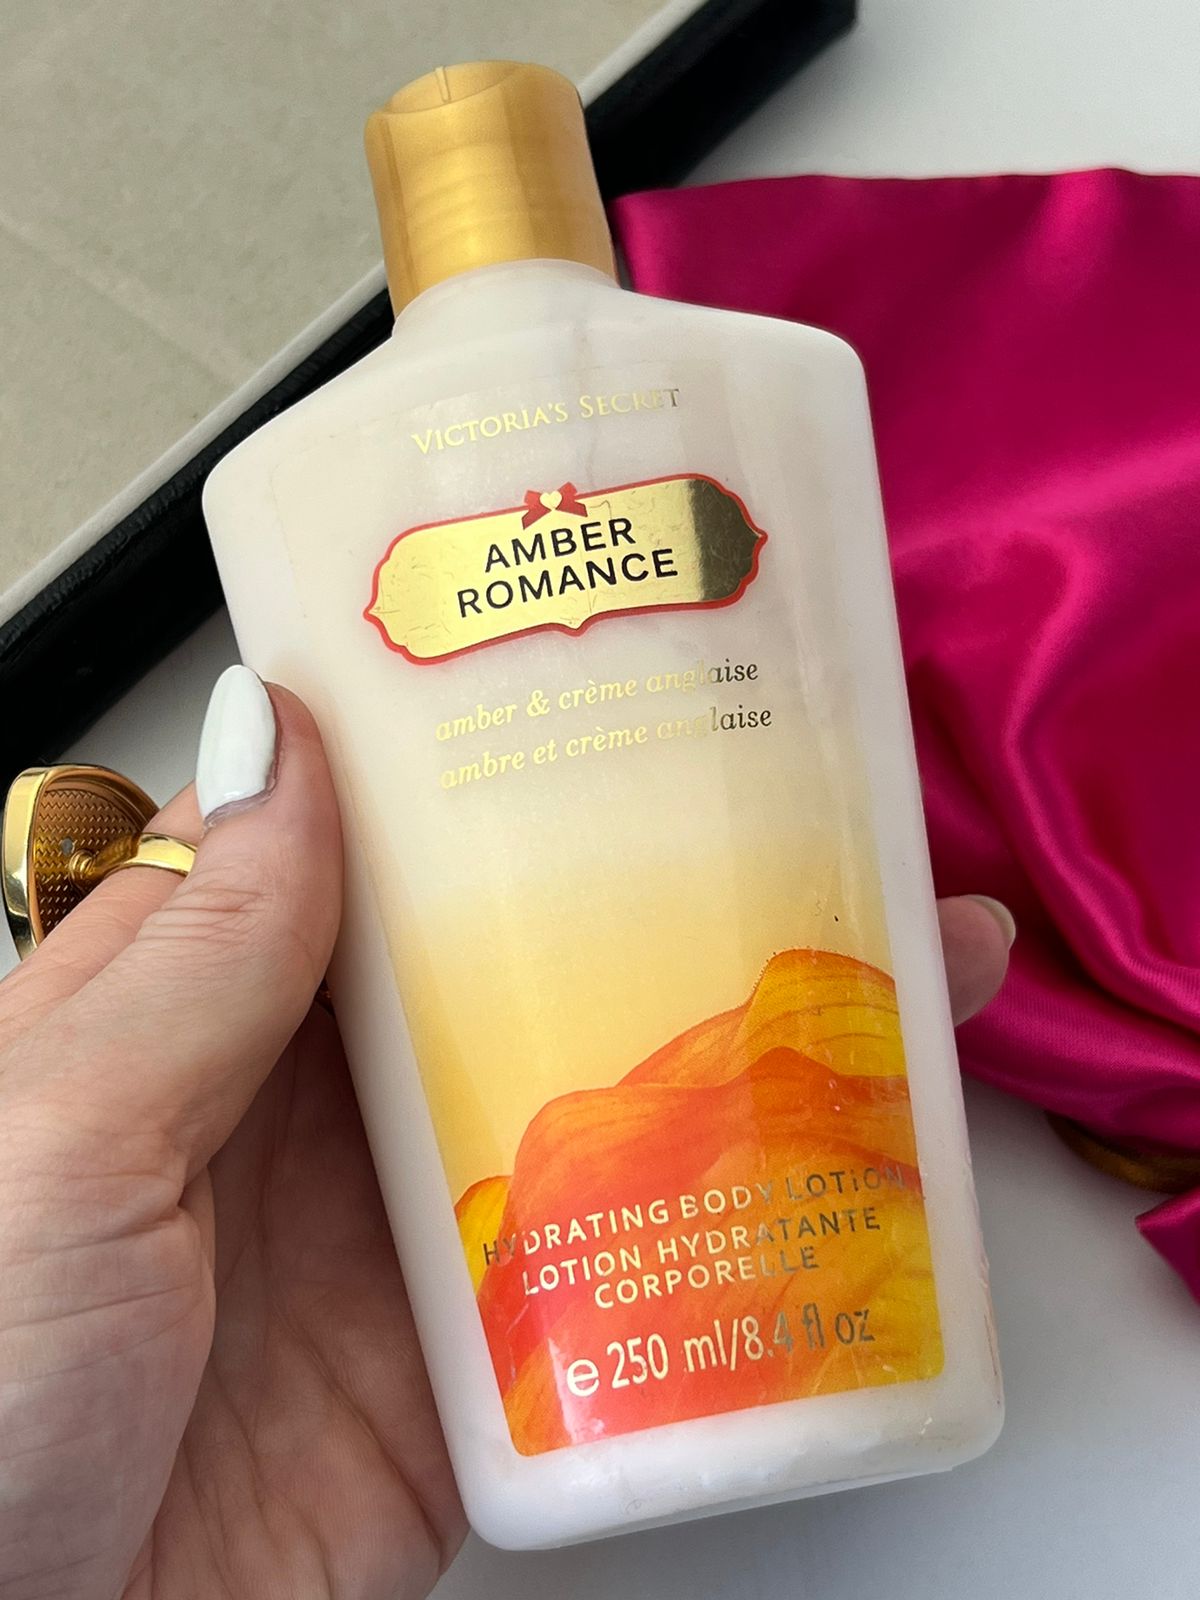 VICTORIA'S SECRET
AMBER
ROMANCE
amber & crème anglaise
ambre et crème anglaise
HYDRATING BODY LOTION
LOTION HYDRATANTE
CORPORELLE
e 250 ml/8.4 fl oz